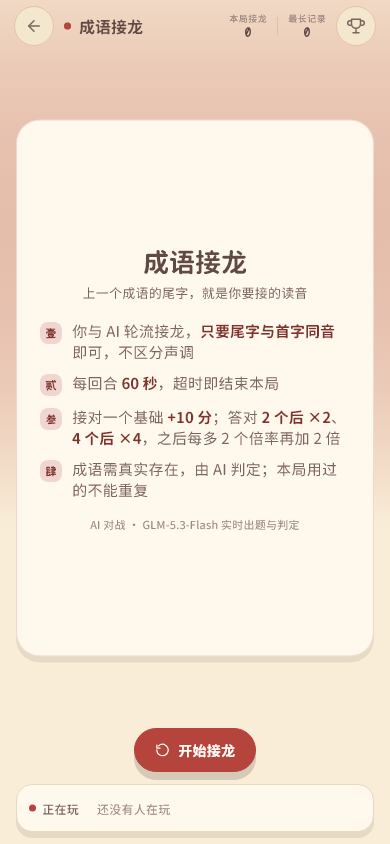 成语接龙
本局接龙
0
最长记录
0
成语接龙
上一个成语的尾字，就是你要接的读音
壹 你与 AI 轮流接龙，只要尾字与首字同音
即可，不区分声调
贰 每回合 60 秒，超时即结束本局
叁 接对一个基础 +10 分；答对 2 个后 ×2、
4 个后 ×4，之后每多 2 个倍率再加 2 倍
肆 成语需真实存在，由 AI 判定；本局用过
的不能重复
AI 对战 · GLM-5.3-Flash 实时出题与判定
开始接龙
正在玩 还没有人在玩